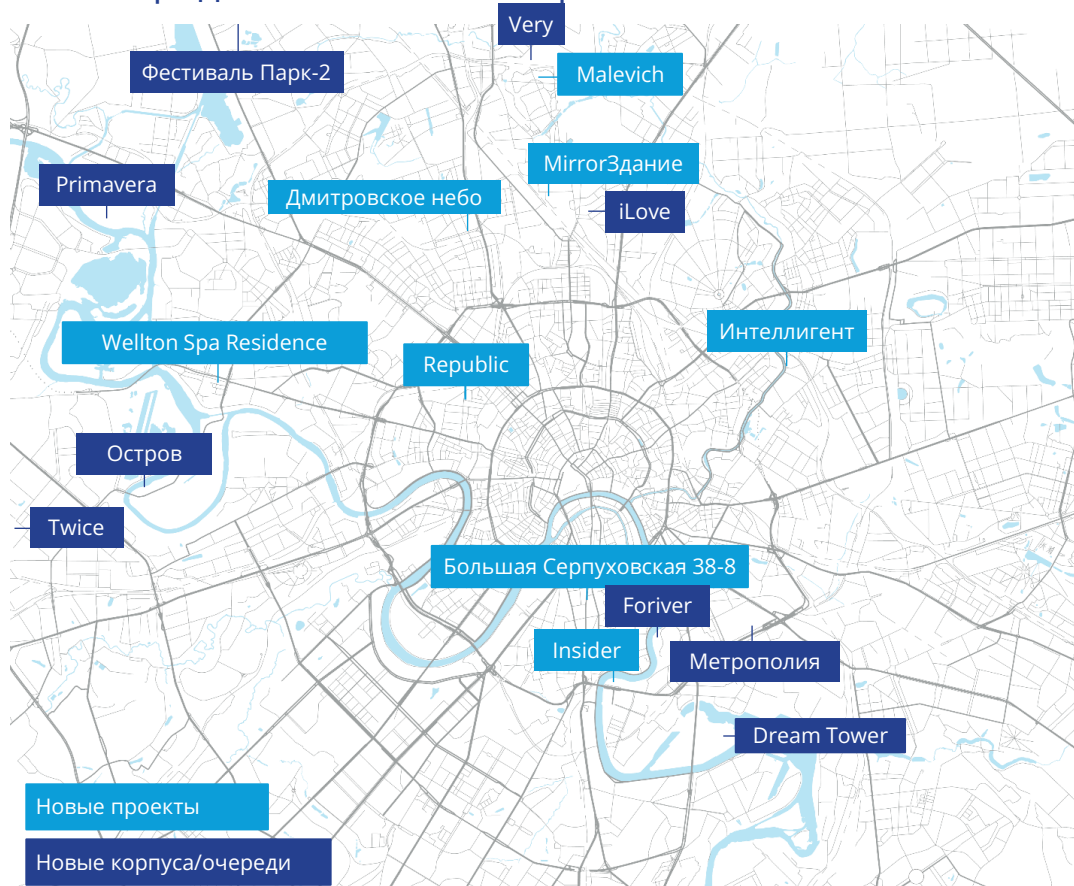 Very
Фестиваль Парк-2
Malevich
MirrorЗдание
Primavera
Дмитровское небо
iLove
Интеллигент
Wellton Spa Residence
Republic
Остров
Twice
Большая Серпуховская 38-8
Foriver
Insider
Метрополия
Dream Tower
Новые проекты
Новые корпуса/очереди